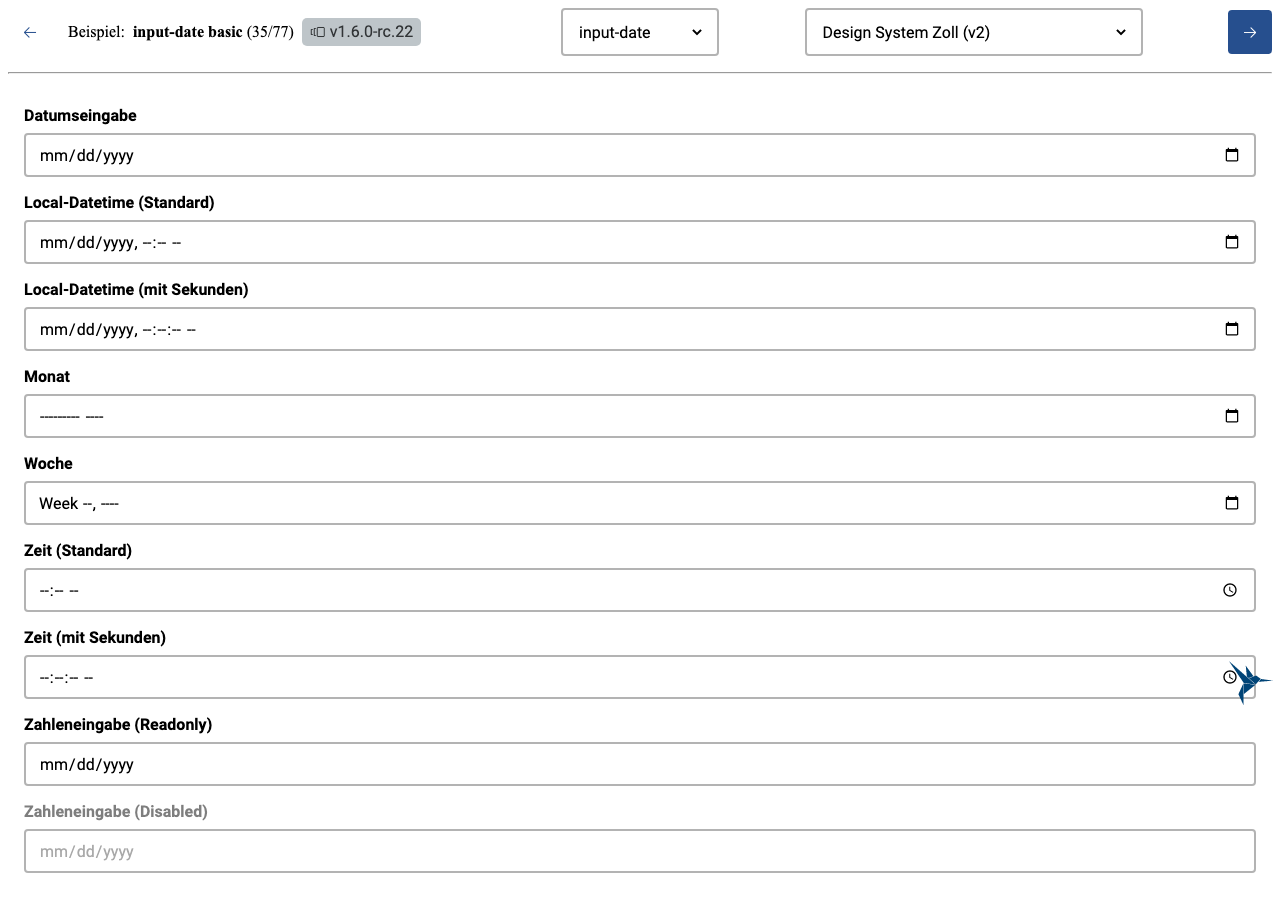 Beispiel: input-date basic (35/77) v1.6.0-rc.22 input-date Design System Zoll (v2)
Datumseingabe
mm/dd/yyyy
Local-Datetime (Standard)
mm/dd/yyyy, --:-- --
Local-Datetime (mit Sekunden)
mm/dd/yyyy, --:--:-- --
Monat
--------- ----
Woche
Week --, ----
Zeit (Standard)
--:-- --
Zeit (mit Sekunden)
--:--:-- --
Zahleneingabe (Readonly)
mm/dd/yyyy
Zahleneingabe (Disabled)
mm/dd/yyyy